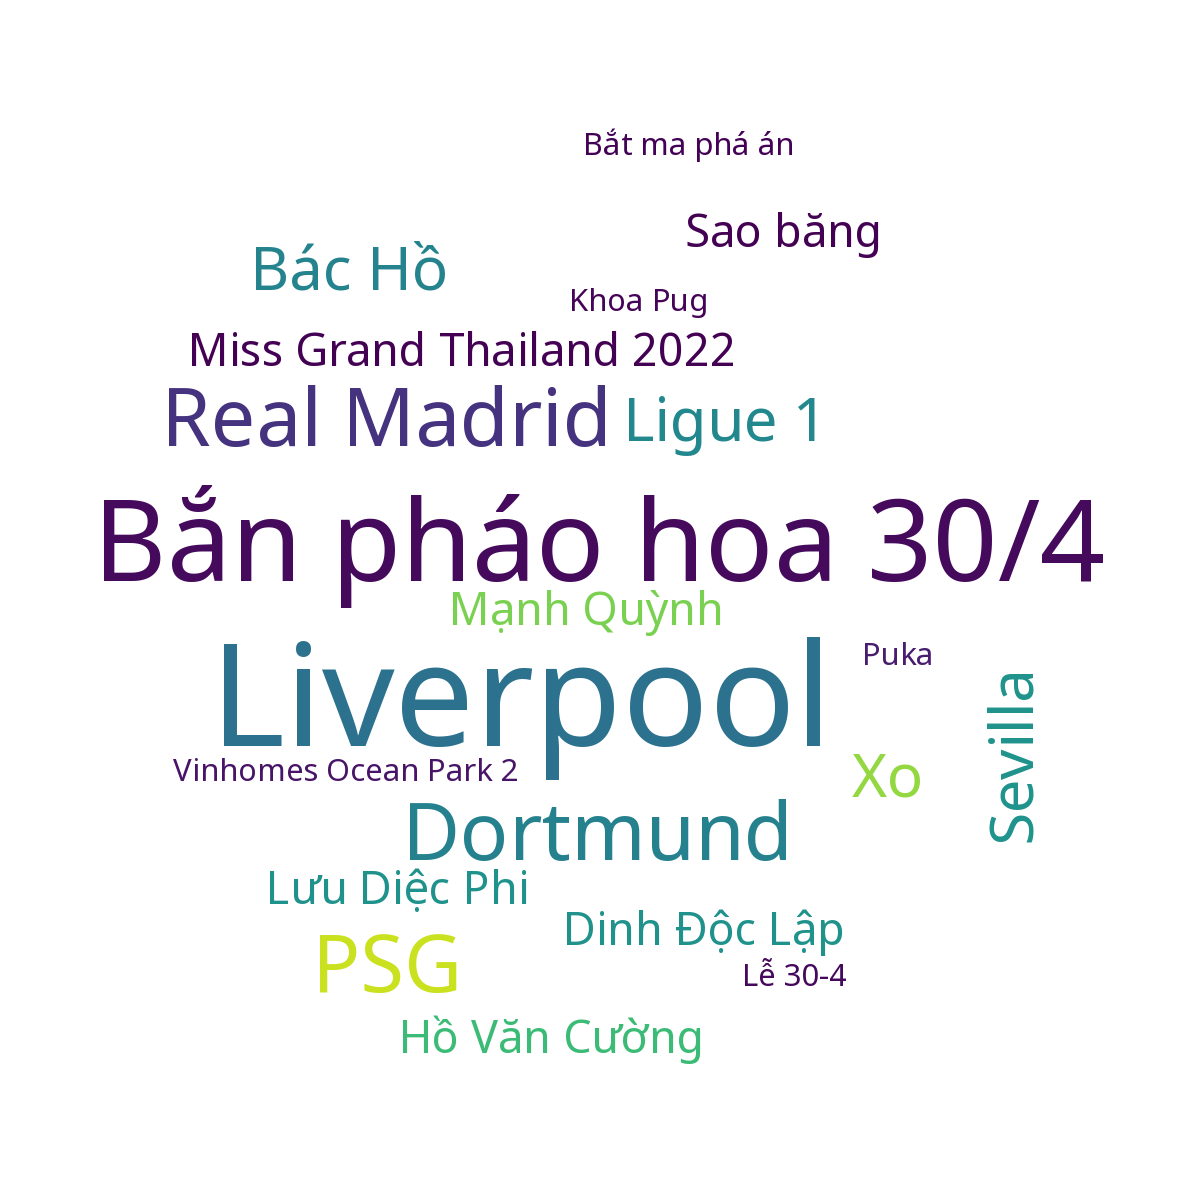 Bắt ma phá án
Sao băng
Bác Hồ
Khoa Pug
Miss Grand Thailand 2022
Real Madrid
Ligue 1
Bắn pháo hoa 30/4
Mạnh Quỳnh
Liverpool
Puka
Sevilla
Vinhomes Ocean Park 2
Xo
Dortmund
Lưu Diệc Phi
Dinh Độc Lập
PSG
Lễ 30-4
Hồ Văn Cường